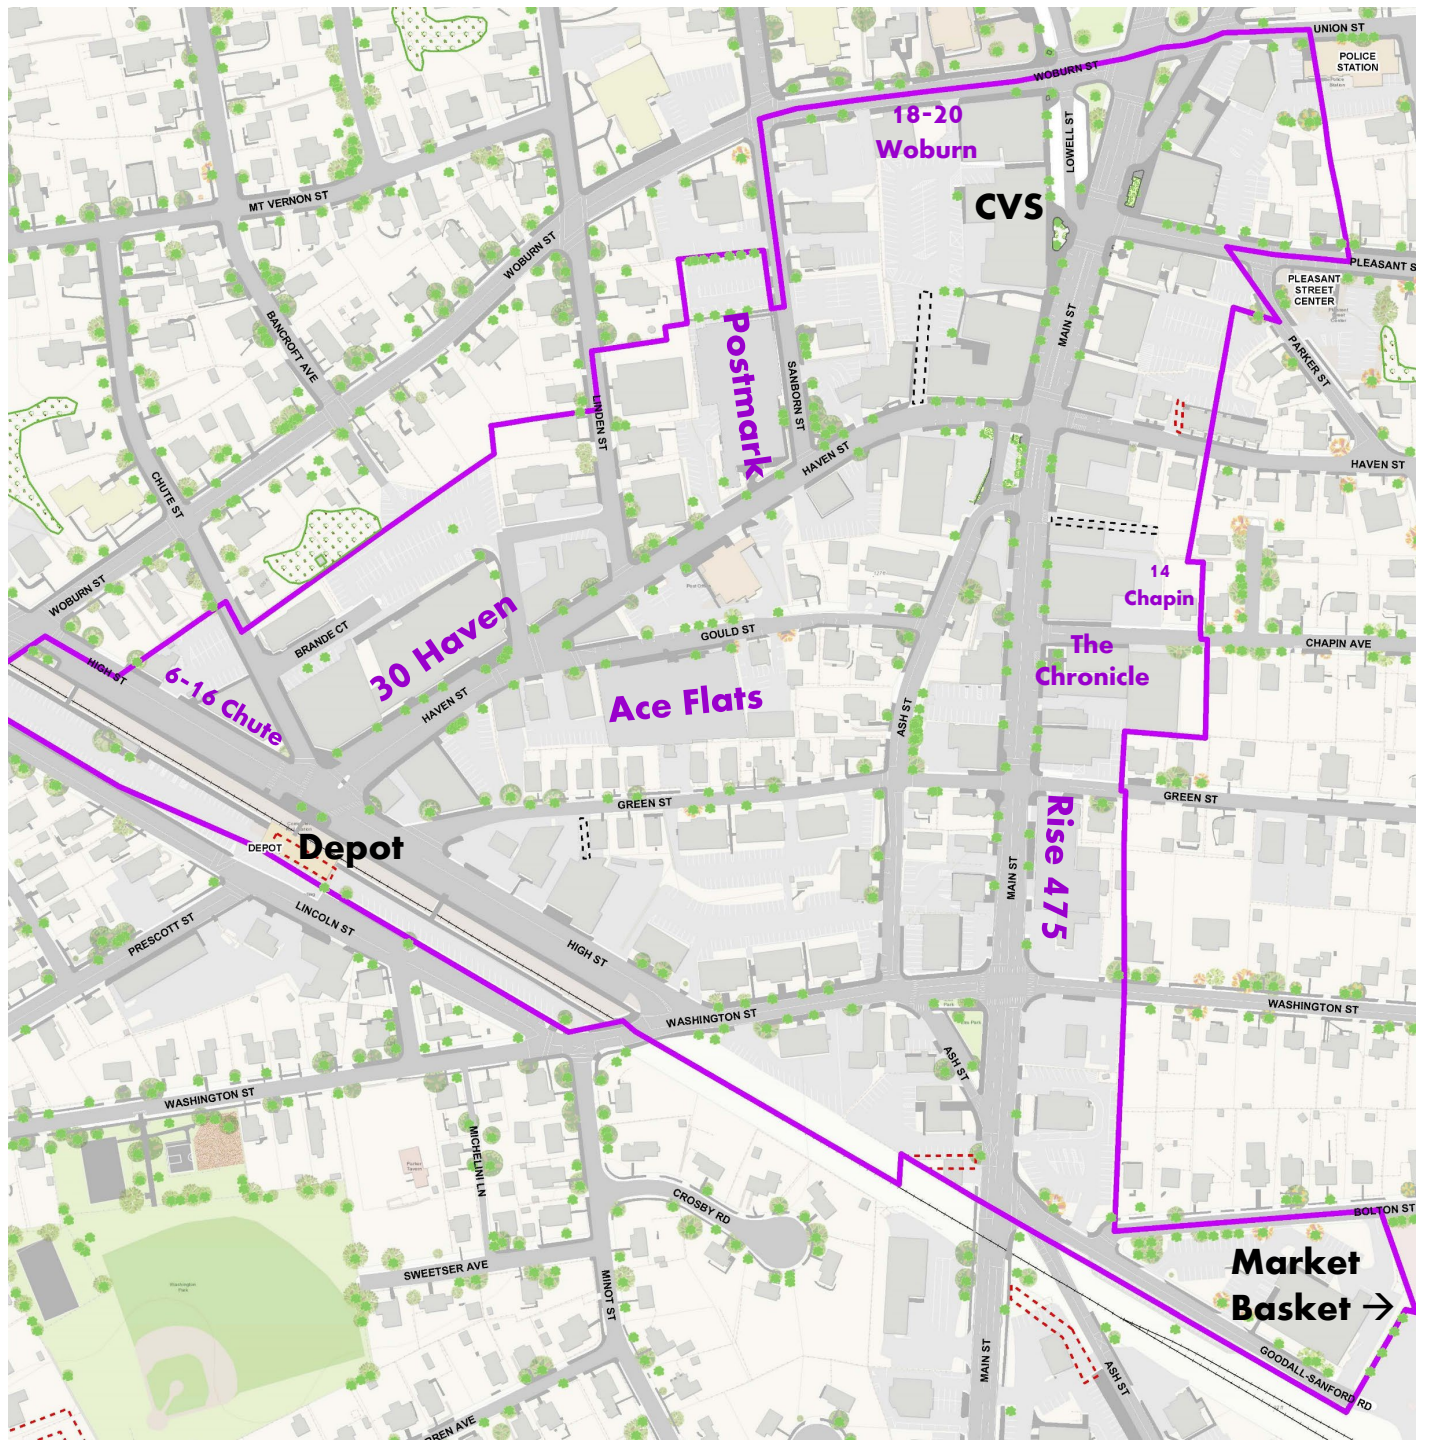 UNION ST
POLICE
STATION
WOBURN ST
18-20
Woburn
LOWELL ST
MT VERNON ST
CVS
WOBURN ST
PLEASANT S
PLEASANT
STREET
CENTER
BANCROFT AVE
Postmark
MAIN ST
PARKER ST
SANBORN ST
LINDEN ST
HAVEN ST
HAVEN ST
CHUTE ST
14
Chapin
WOBURN ST
BRANDE CT
30 Haven
GOULD ST
CHAPIN AVE
The
Chronicle
HIGH ST
6-16 Chute
HAVEN ST
Ace Flats
ASH ST
GREEN ST
GREEN ST
Rise 475
DEPOT
Depot
MAIN ST
PRESCOTT ST
LINCOLN ST
HIGH ST
WASHINGTON ST
WASHINGTON ST
ASH ST
WASHINGTON ST
MICHELINI LN
CROSBY RD
BOLTON ST
SWEETSER AVE
MINOT ST
Market
Basket →
MAIN ST
ASH ST
GOODALL-SANFORD RD
REN AVE